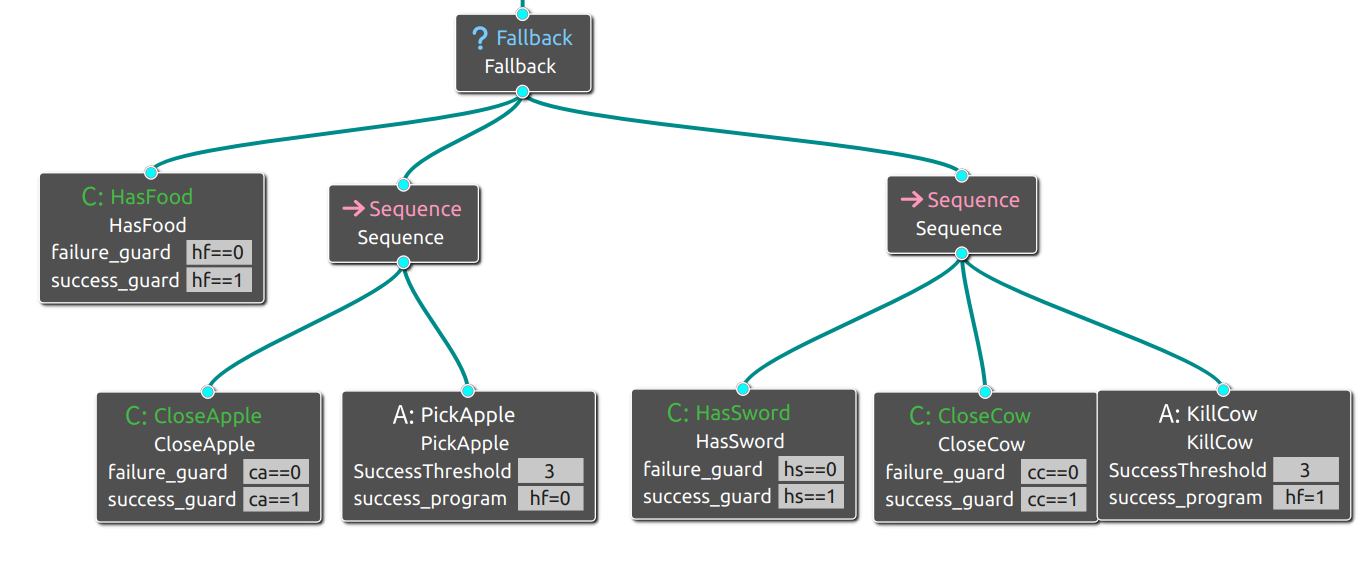 ? Fallback
Fallback
C: HasFood
HasFood
failure_guard hf==0
success_guard hf==1
→ Sequence
Sequence
→ Sequence
Sequence
C: CloseApple
CloseApple
failure_guard ca==0
success_guard ca==1
A: PickApple
PickApple
SuccessThreshold 3
success_program hf=0
C: HasSword
HasSword
failure_guard hs==0
success_guard hs==1
C: CloseCow
CloseCow
failure_guard cc==0
success_guard cc==1
A: KillCow
KillCow
SuccessThreshold 3
success_program hf=1